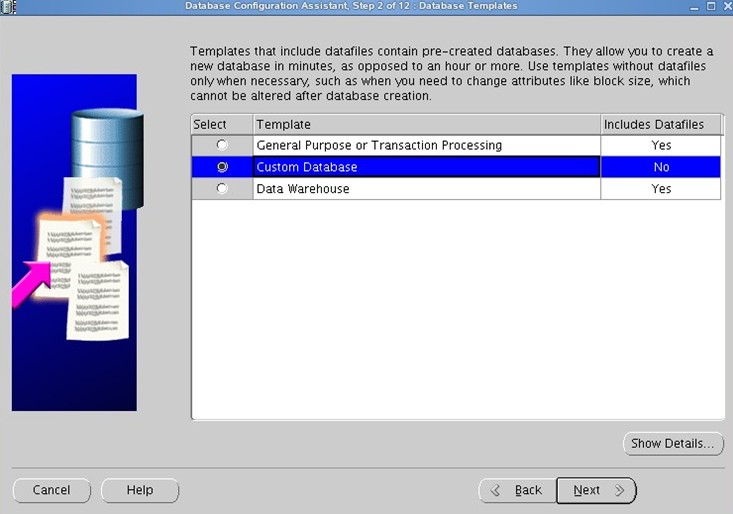 Database Configuration Assistant, Step 2 of 12 : Database Templates
Templates that include datafiles contain pre-created databases. They allow you to create a
new database in minutes, as opposed to an hour or more. Use templates without datafiles
only when necessary, such as when you need to change attributes like block size, which
cannot be altered after database creation.
Select Template Includes Datafiles
General Purpose or Transaction Processing Yes
Custom Database No
Data Warehouse Yes
Show Details...
Cancel Help Back Next